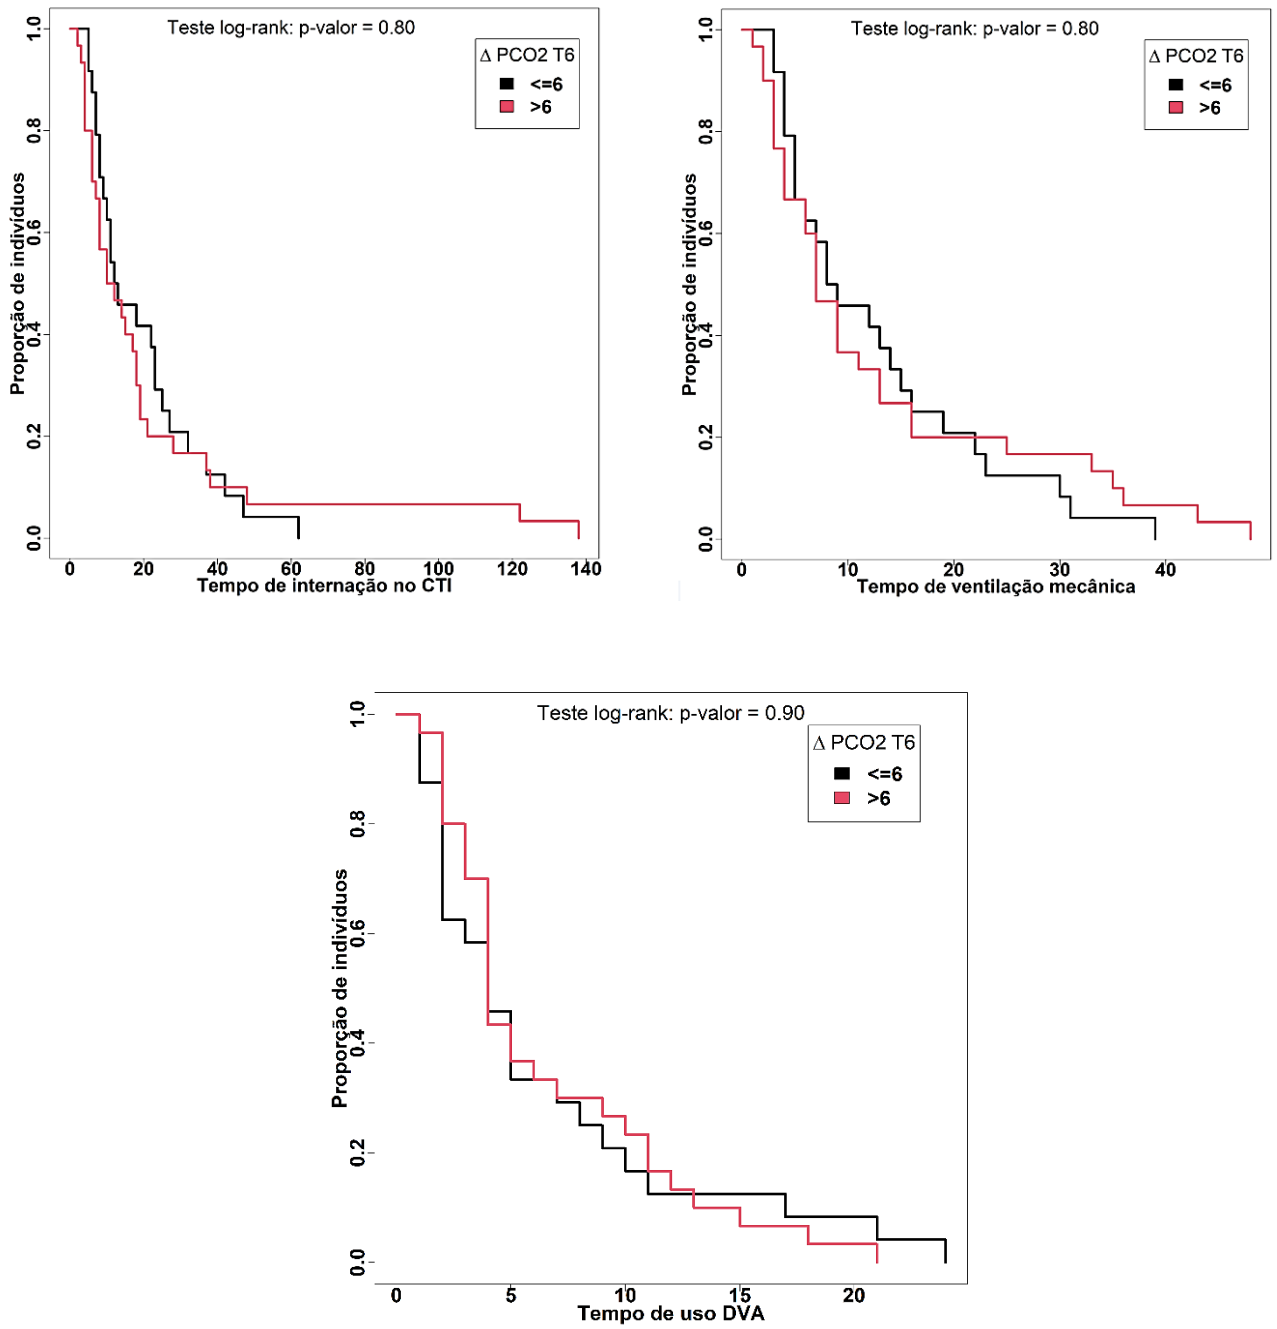 Teste log-rank: p-valor = 0.80
Δ PCO2 T6
<=6
>6
Proporção de indivíduos
1.0
0.8
0.6
0.4
0.2
0.0
0 20 40 60 80 100 120 140
Tempo de internação no CTI
Teste log-rank: p-valor = 0.80
Δ PCO2 T6
<=6
>6
Proporção de indivíduos
1.0
0.8
0.6
0.4
0.2
0.0
0 10 20 30 40
Tempo de ventilação mecânica
Teste log-rank: p-valor = 0.90
Δ PCO2 T6
<=6
>6
Proporção de indivíduos
1.0
0.8
0.6
0.4
0.2
0.0
0 5 10 15 20
Tempo de uso DVA